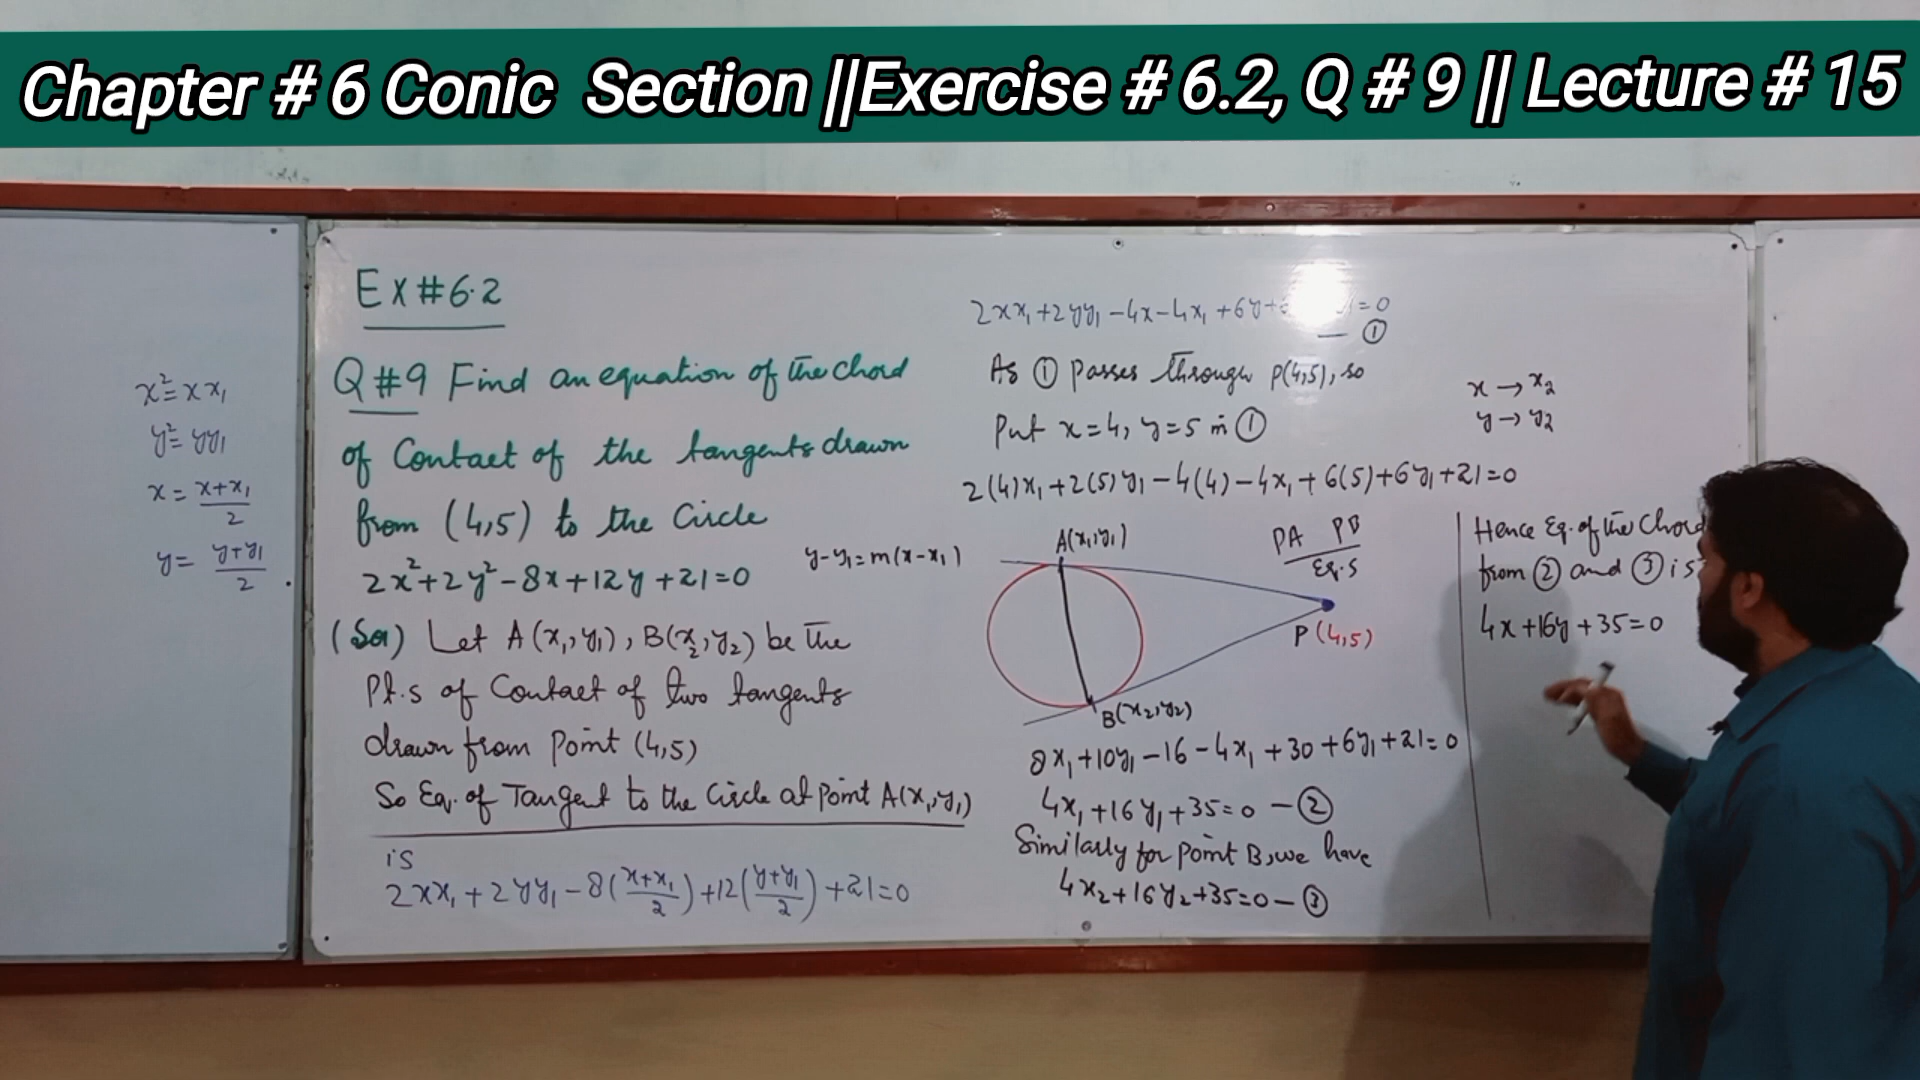 Chapter # 6 Conic Section ||Exercise # 6.2, Q # 9 || Lecture # 15
x² = xx₁
y² = yy₁
x = (x+x₁)/2
y = (y+y₁)/2 .
Ex#6.2
Q#9 Find an equation of the chord
of Contact of the tangents drawn
from (4,5) to the Circle
2x²+2y²-8x+12y+21=0
(Sol) Let A(x₁,y₁), B(x₂,y₂) be the
Pt.s of Contact of two tangents
drawn from Point (4,5)
So Eq. of Tangent to the Circle at point A(x₁,y₁)
is
2xx₁+2yy₁-8((x+x₁)/2)+12((y+y₁)/2)+21=0
y-y₁=m(x-x₁)
2xx₁+2yy₁-4x-4x₁+6y+ =0
— ①
As ① passes through P(4,5), so
Put x=4, y=5 in ①
2(4)x₁+2(5)y₁-4(4)-4x₁+6(5)+6y₁+21=0
A(x₁,y₁)
PA PB
Eq.s
P(4,5)
B(x₂,y₂)
8x₁+10y₁-16-4x₁+30+6y₁+21=0
4x₁+16y₁+35=0 — ②
Similarly for point B, we have
4x₂+16y₂+35=0 — ③
x → x₂
y → y₂
Hence Eq. of the Chord
from ② and ③ is
4x+16y+35=0